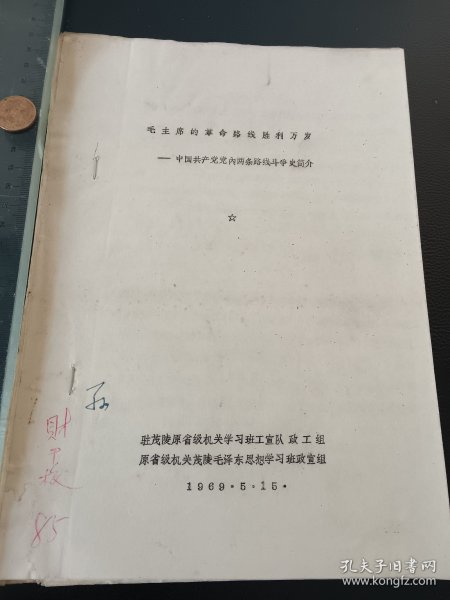 毛主席的革命路线胜利万岁
——中国共产党党内两条路线斗争史简介
☆
驻茂陵原省级机关学习班工宣队政工组
原省级机关茂陵毛泽东思想学习班政宣组
1969·5·15·
财
85
孔夫子旧书网
www.kongfz.com